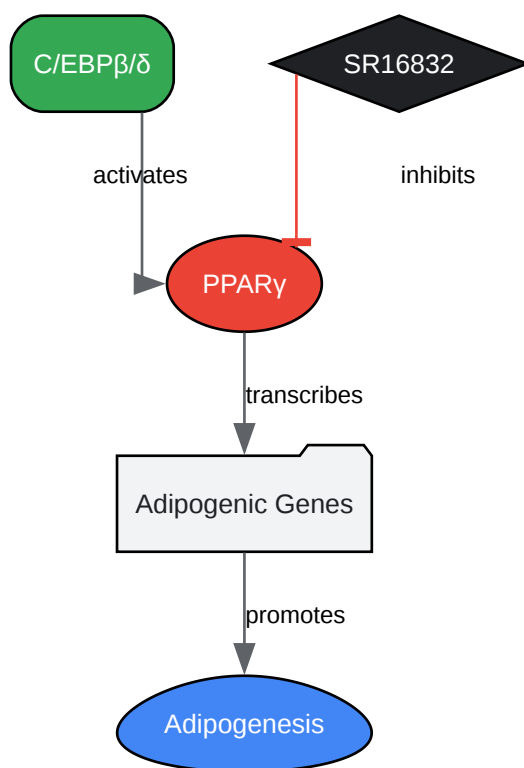 C/EBPβ/δ
SR16832
activates
inhibits
PPARγ
transcribes
Adipogenic Genes
promotes
Adipogenesis